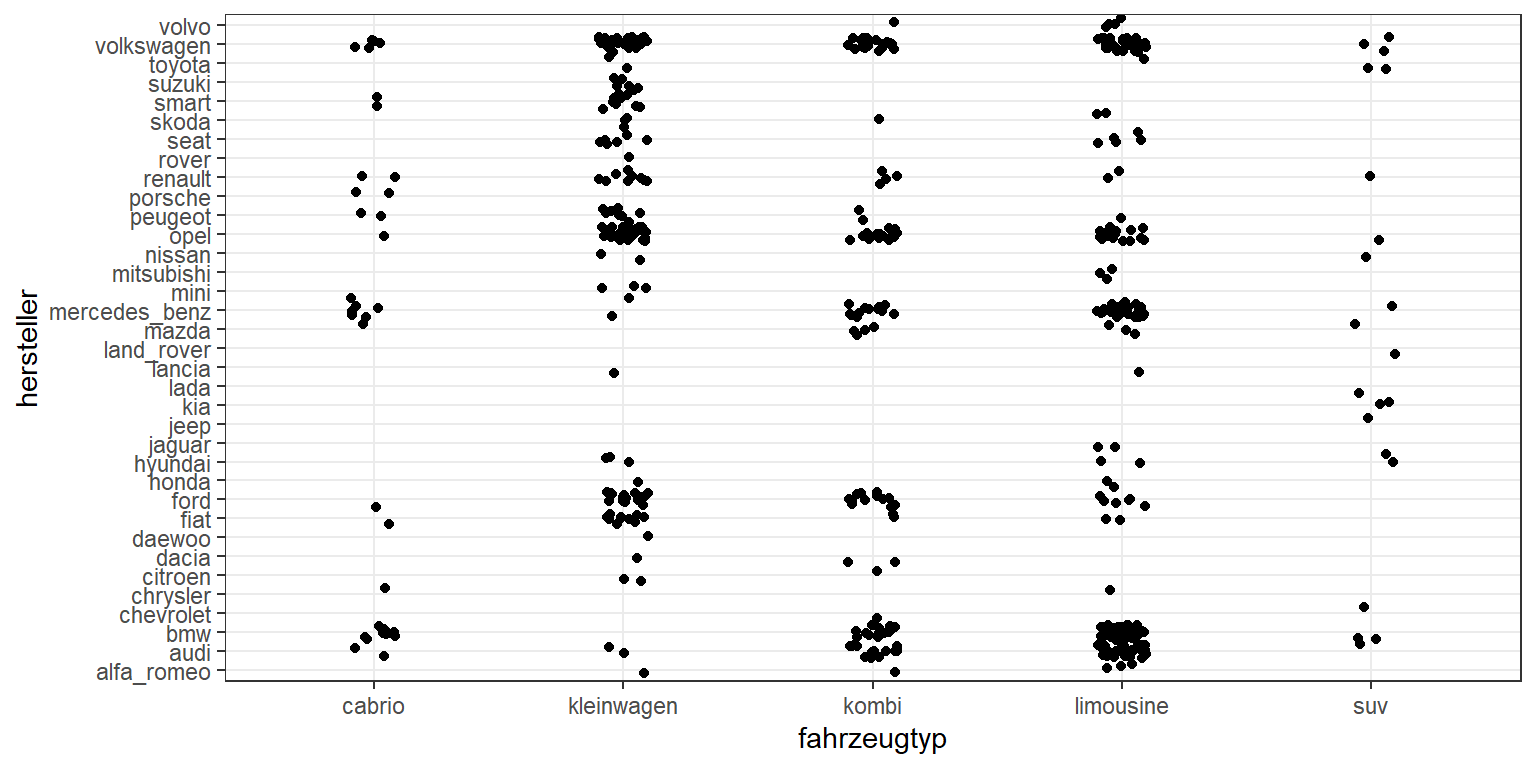 hersteller
volvo
volkswagen
toyota
suzuki
smart
skoda
seat
rover
renault
porsche
peugeot
opel
nissan
mitsubishi
mini
mercedes_benz
mazda
land_rover
lancia
lada
kia
jeep
jaguar
hyundai
honda
ford
fiat
daewoo
dacia
citroen
chrysler
chevrolet
bmw
audi
alfa_romeo
cabrio kleinwagen kombi limousine suv
fahrzeugtyp